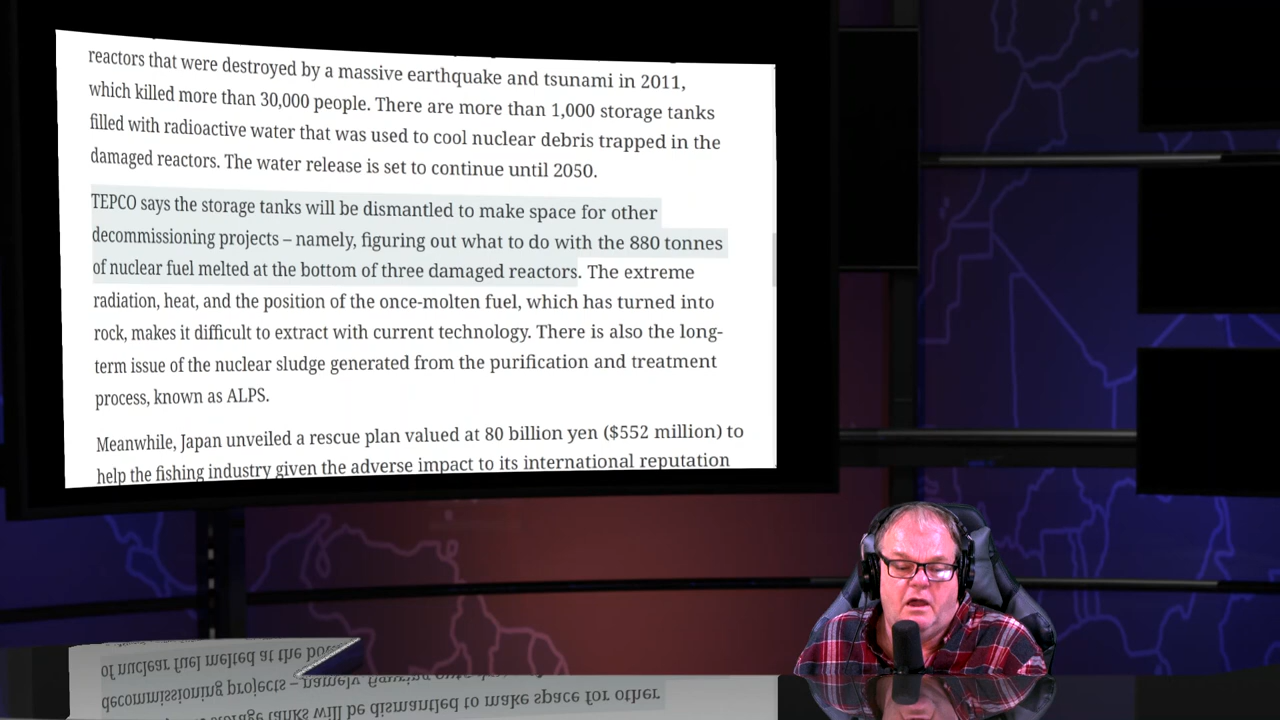 reactors that were destroyed by a massive earthquake and tsunami in 2011,
which killed more than 30,000 people. There are more than 1,000 storage tanks
filled with radioactive water that was used to cool nuclear debris trapped in the
damaged reactors. The water release is set to continue until 2050.
TEPCO says the storage tanks will be dismantled to make space for other
decommissioning projects – namely, figuring out what to do with the 880 tonnes
of nuclear fuel melted at the bottom of three damaged reactors. The extreme
radiation, heat, and the position of the once-molten fuel, which has turned into
rock, makes it difficult to extract with current technology. There is also the long-
term issue of the nuclear sludge generated from the purification and treatment
process, known as ALPS.
Meanwhile, Japan unveiled a rescue plan valued at 80 billion yen ($552 million) to
help the fishing industry given the adverse impact to its international reputation